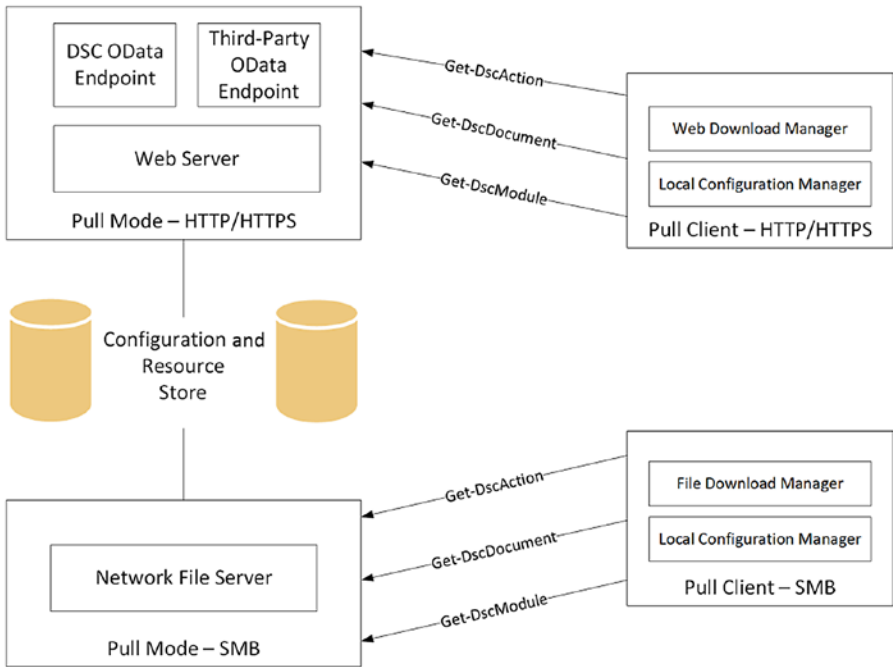 DSC OData
Endpoint
Third-Party
OData
Endpoint
Web Server
Pull Mode – HTTP/HTTPS
Get-DscAction
Get-DscDocument
Get-DscModule
Web Download Manager
Local Configuration Manager
Pull Client – HTTP/HTTPS
Configuration and
Resource
Store
Network File Server
Pull Mode – SMB
Get-DscAction
Get-DscDocument
Get-DscModule
File Download Manager
Local Configuration Manager
Pull Client – SMB